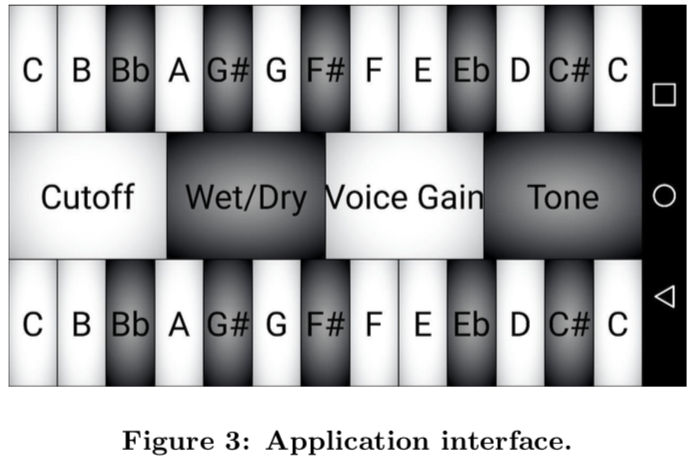 C B Bb A G# G F# F E Eb D C# C
Cutoff Wet/Dry Voice Gain Tone
C B Bb A G# G F# F E Eb D C# C
Figure 3: Application interface.